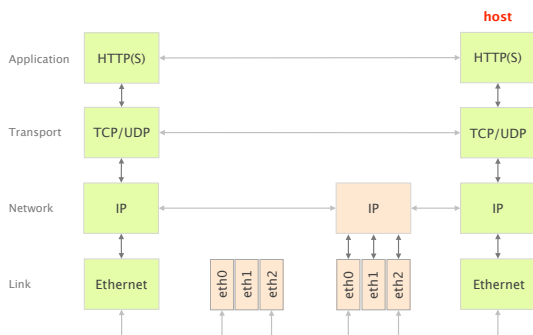 host
Application HTTP(S) HTTP(S)
Transport TCP/UDP TCP/UDP
Network IP IP IP
Link Ethernet eth0 eth1 eth2 eth0 eth1 eth2 Ethernet